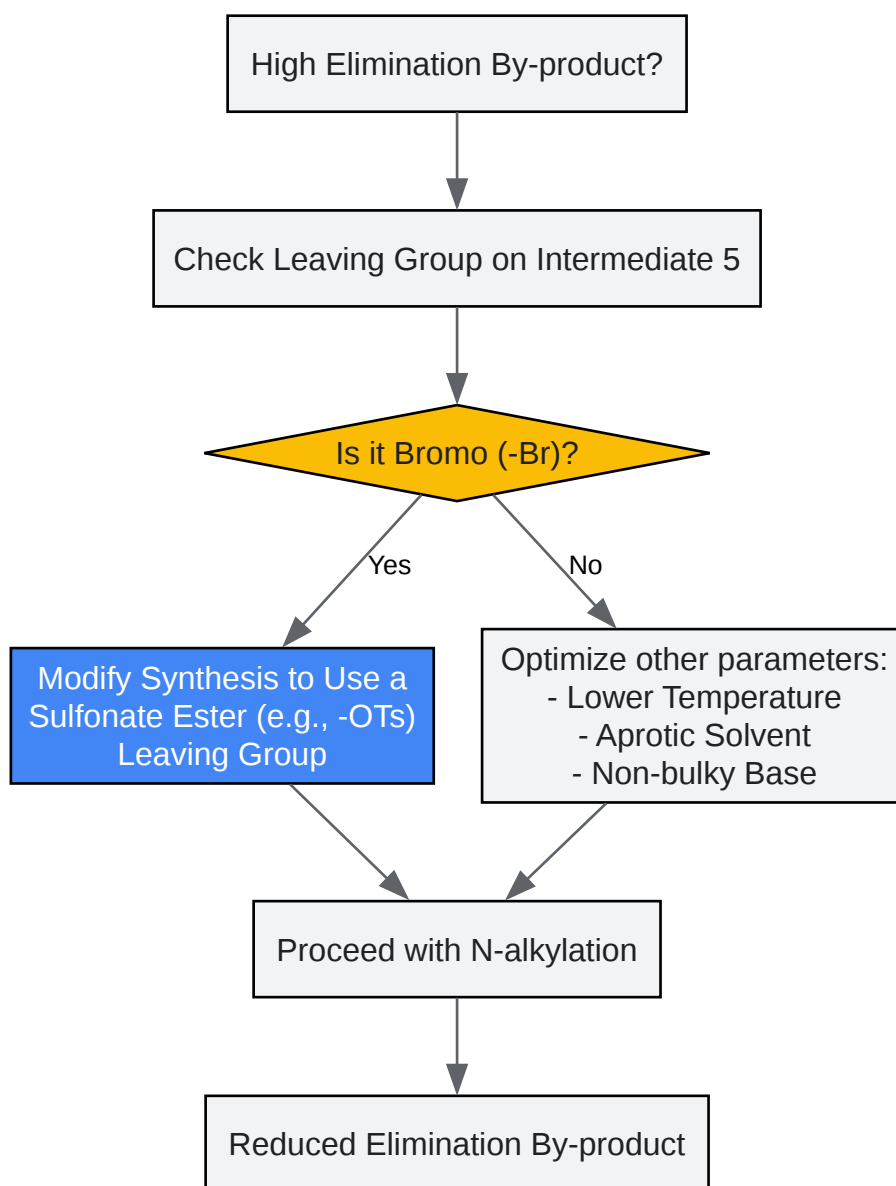 High Elimination By-product?
Check Leaving Group on Intermediate 5
Is it Bromo (-Br)?
Yes
No
Modify Synthesis to Use a
Sulfonate Ester (e.g., -OTs)
Leaving Group
Optimize other parameters:
- Lower Temperature
- Aprotic Solvent
- Non-bulky Base
Proceed with N-alkylation
Reduced Elimination By-product